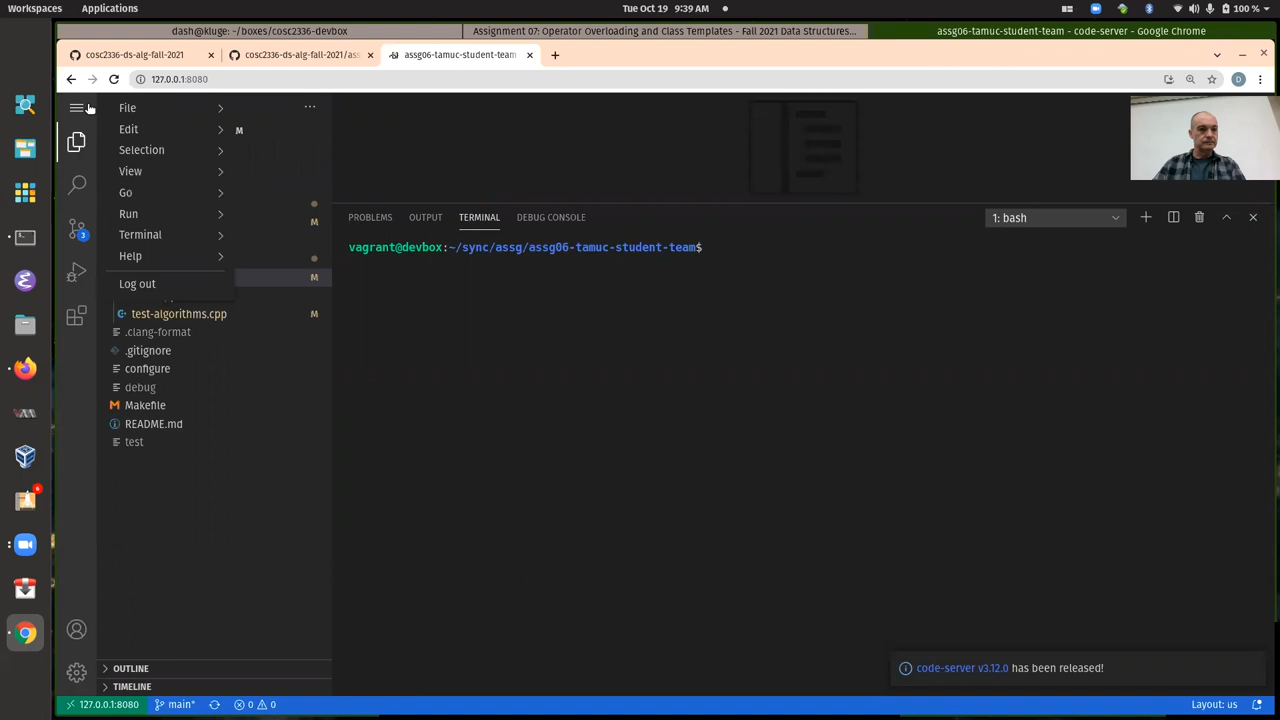 Workspaces
Applications
Tue Oct 19 9:39 AM
100 %
dash@kluge: ~/boxes/cosc2336-devbox
Assignment 07: Operator Overloading and Class Templates - Fall 2021 Data Structures...
assg06-tamuc-student-team - code-server - Google Chrome
cosc2336-ds-alg-fall-2021
cosc2336-ds-alg-fall-2021/ass
assg06-tamuc-student-team
127.0.0.1:8080
D
File
Edit
M
Selection
View
Go
Run
M
Terminal
Help
M
Log out
test-algorithms.cpp
M
.clang-format
.gitignore
configure
debug
Makefile
README.md
test
3
6
PROBLEMS
OUTPUT
TERMINAL
DEBUG CONSOLE
1: bash
vagrant@devbox:~/sync/assg/assg06-tamuc-student-team$
OUTLINE
TIMELINE
code-server v3.12.0 has been released!
127.0.0.1:8080
main*
0
0
Layout: us